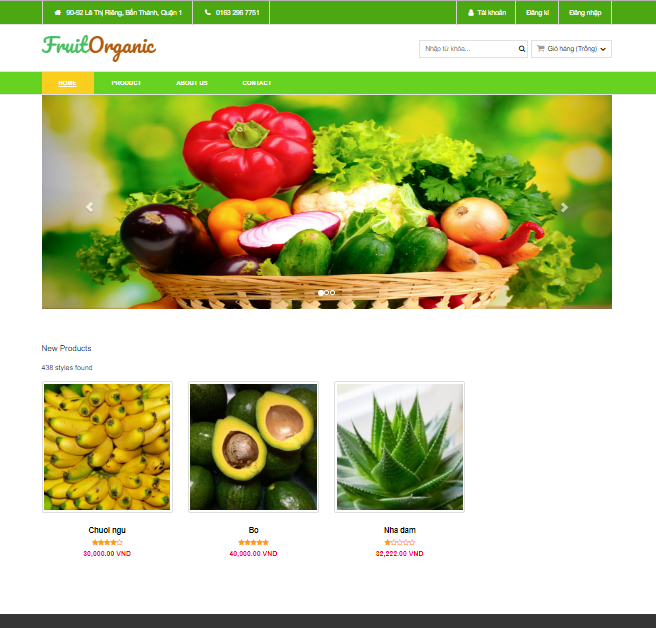 90-92 Lê Thị Riêng, Bến Thành, Quận 1
0163 296 7751
Tài khoản
Đăng kí
Đăng nhập
FruitOrganic
Nhập từ khóa...
Giỏ hàng (Trống)
HOME
PRODUCT
ABOUT US
CONTACT
New Products
438 styles found
Chuoi ngu
Bo
Nha dam
30,000.00 VND
40,000.00 VND
32,222.00 VND